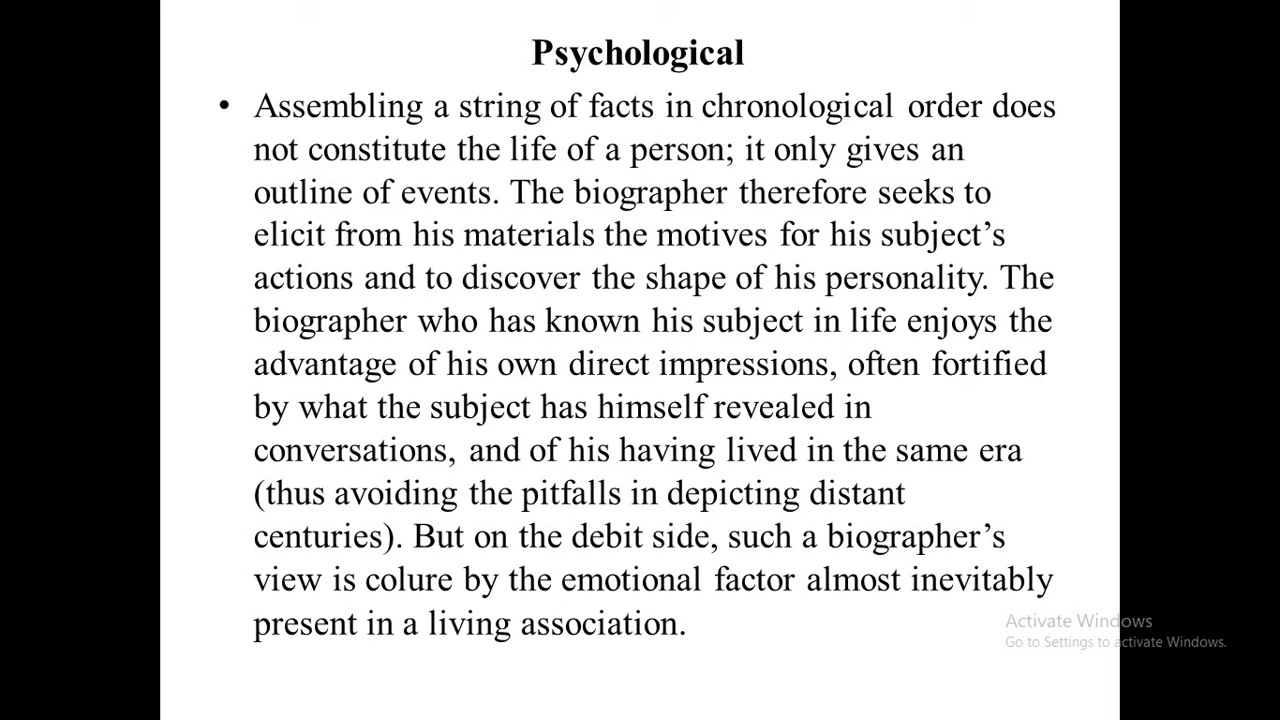 Psychological
• Assembling a string of facts in chronological order does
not constitute the life of a person; it only gives an
outline of events. The biographer therefore seeks to
elicit from his materials the motives for his subject’s
actions and to discover the shape of his personality. The
biographer who has known his subject in life enjoys the
advantage of his own direct impressions, often fortified
by what the subject has himself revealed in
conversations, and of his having lived in the same era
(thus avoiding the pitfalls in depicting distant
centuries). But on the debit side, such a biographer’s
view is colure by the emotional factor almost inevitably
present in a living association.
Activate Windows
Go to Settings to activate Windows.